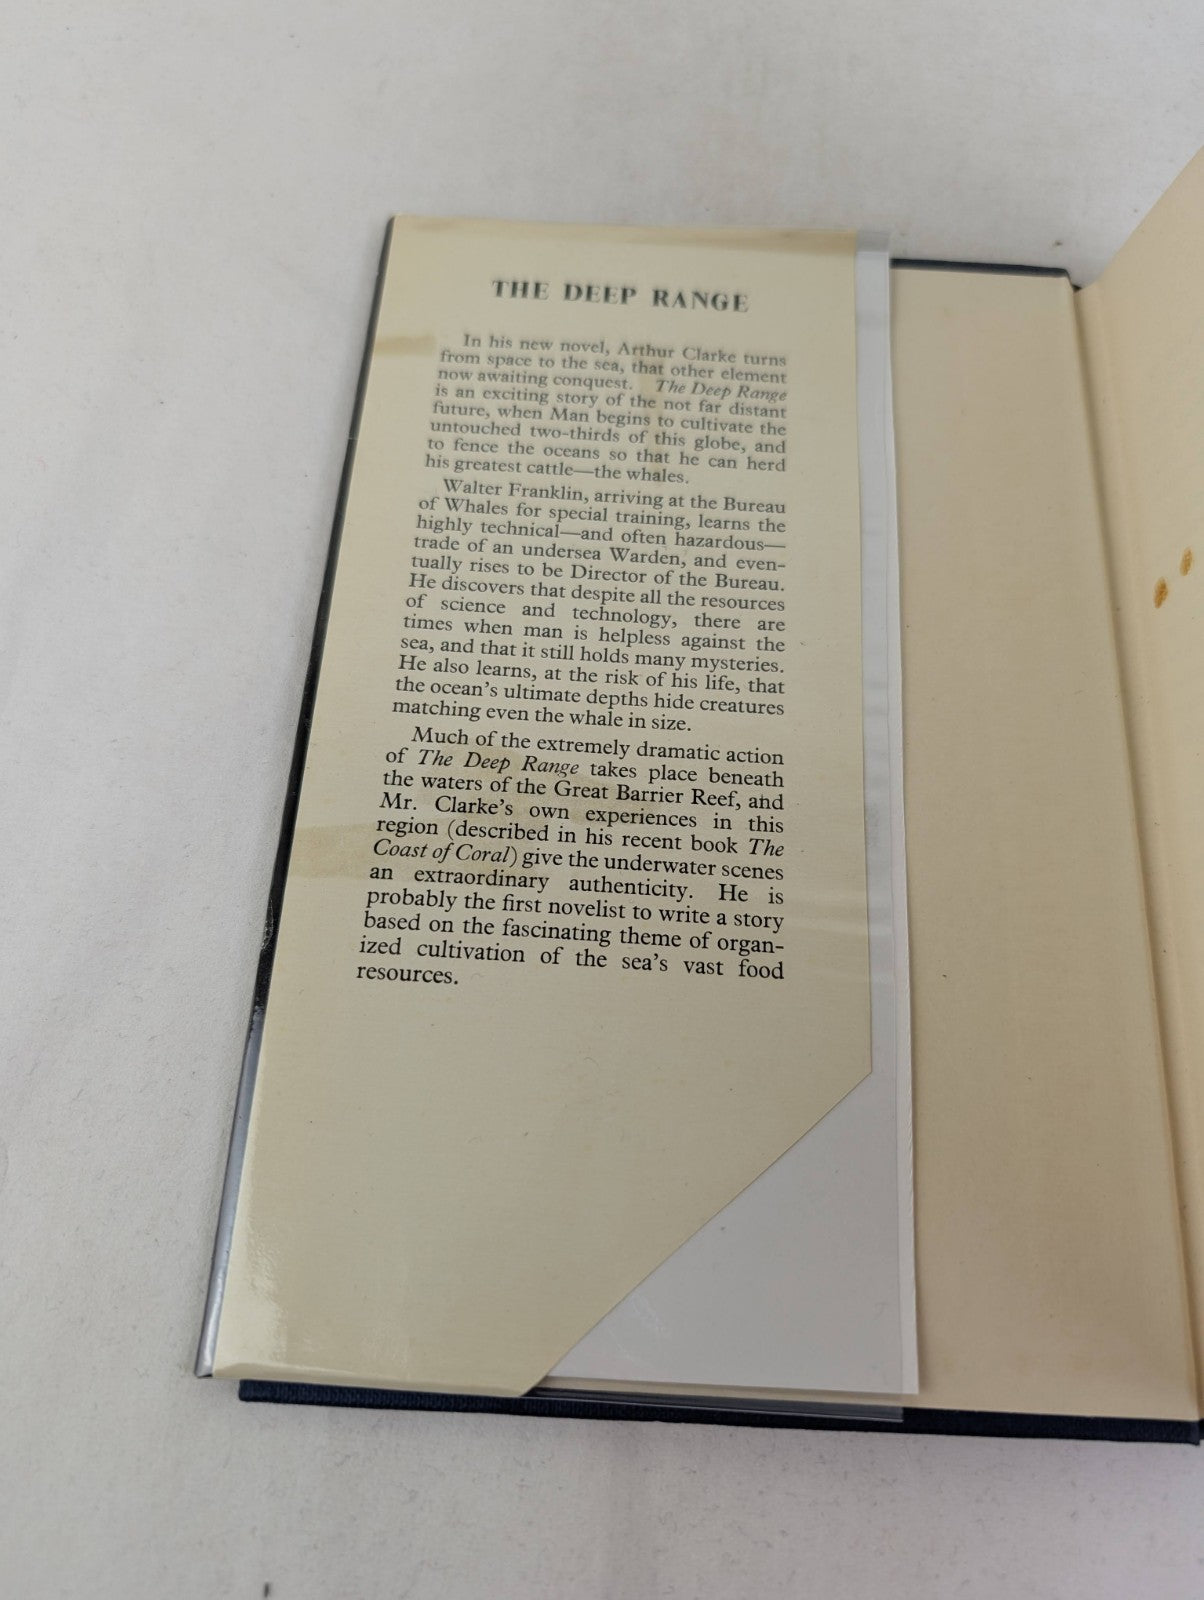 THE DEEP RANGE
In his new novel, Arthur Clarke turns
from space to the sea, that other element
now awaiting conquest. The Deep Range
is an exciting story of the not far distant
future, when Man begins to cultivate the
untouched two-thirds of this globe, and
to fence the oceans so that he can herd
his greatest cattle—the whales.
Walter Franklin, arriving at the Bureau
of Whales for special training, learns the
highly technical—and often hazardous—
trade of an undersea Warden, and even-
tually rises to be Director of the Bureau.
He discovers that despite all the resources
of science and technology, there are
times when man is helpless against the
sea, and that it still holds many mysteries.
He also learns, at the risk of his life, that
the ocean's ultimate depths hide creatures
matching even the whale in size.
Much of the extremely dramatic action
of The Deep Range takes place beneath
the waters of the Great Barrier Reef, and
Mr. Clarke's own experiences in this
region (described in his recent book The
Coast of Coral) give the underwater scenes
an extraordinary authenticity. He is
probably the first novelist to write a story
based on the fascinating theme of organ-
ized cultivation of the sea's vast food
resources.